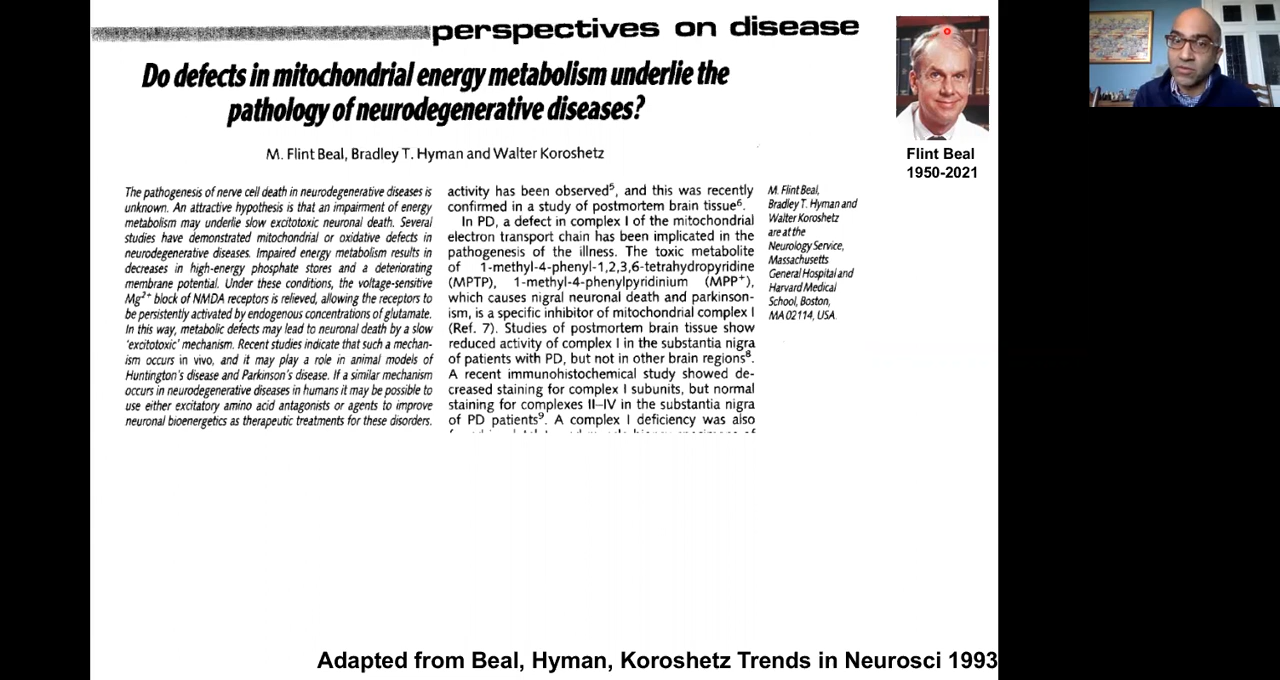 perspectives on disease
Do defects in mitochondrial energy metabolism underlie the
pathology of neurodegenerative diseases?
M. Flint Beal, Bradley T. Hyman and Walter Koroshetz
The pathogenesis of nerve cell death in neurodegenerative diseases is
unknown. An attractive hypothesis is that an impairment of energy
metabolism may underlie slow excitotoxic neuronal death. Several
studies have demonstrated mitochondrial or oxidative defects in
neurodegenerative diseases. Impaired energy metabolism results in
decreases in high-energy phosphate stores and a deteriorating
membrane potential. Under these conditions, the voltage-sensitive
Mg²⁺ block of NMDA receptors is relieved, allowing the receptors to
be persistently activated by endogenous concentrations of glutamate.
In this way, metabolic defects may lead to neuronal death by a slow
'excitotoxic' mechanism. Recent studies indicate that such a mechan-
ism occurs in vivo, and it may play a role in animal models of
Huntington's disease and Parkinson's disease. If a similar mechanism
occurs in neurodegenerative diseases in humans it may be possible to
use either excitatory amino acid antagonists or agents to improve
neuronal bioenergetics as therapeutic treatments for these disorders.
activity has been observed⁵, and this was recently
confirmed in a study of postmortem brain tissue⁶.
In PD, a defect in complex I of the mitochondrial
electron transport chain has been implicated in the
pathogenesis of the illness. The toxic metabolite
of 1-methyl-4-phenyl-1,2,3,6-tetrahydropyridine
(MPTP), 1-methyl-4-phenylpyridinium (MPP⁺),
which causes nigral neuronal death and parkinson-
ism, is a specific inhibitor of mitochondrial complex I
(Ref. 7). Studies of postmortem brain tissue show
reduced activity of complex I in the substantia nigra
of patients with PD, but not in other brain regions⁸.
A recent immunohistochemical study showed de-
creased staining for complex I subunits, but normal
staining for complexes II–IV in the substantia nigra
of PD patients⁹. A complex I deficiency was also
M. Flint Beal,
Bradley T. Hyman and
Walter Koroshetz
are at the
Neurology Service,
Massachusetts
General Hospital and
Harvard Medical
School, Boston,
MA 02114, USA.
Flint Beal
1950-2021
Adapted from Beal, Hyman, Koroshetz Trends in Neurosci 1993